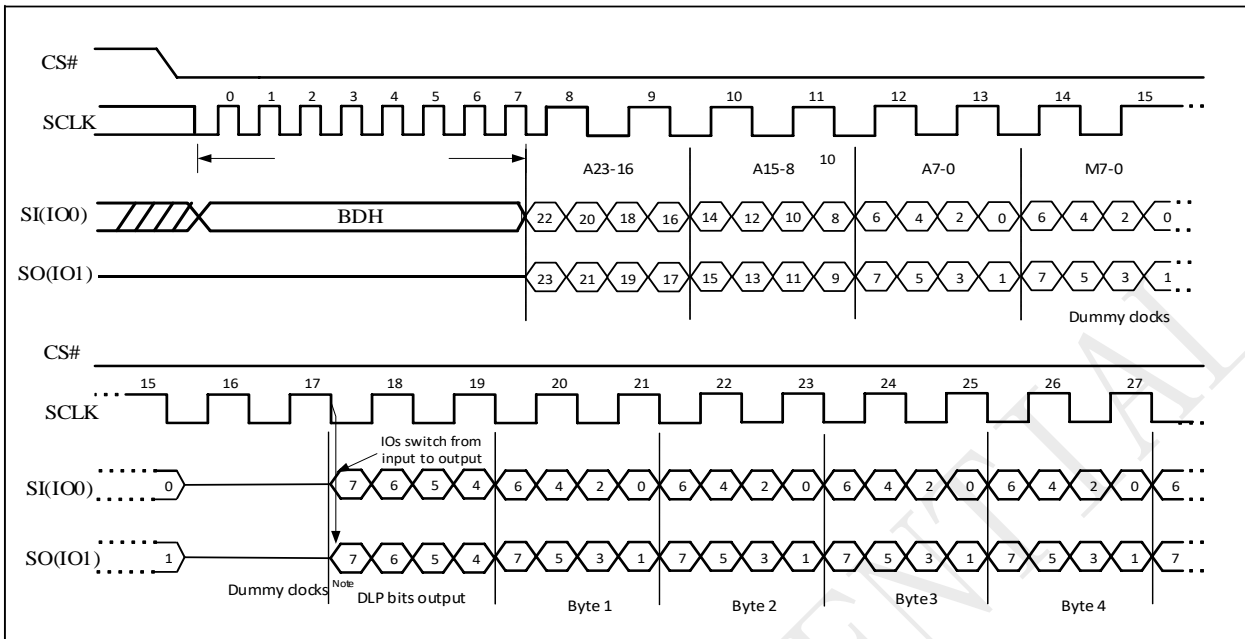 CS#
SCLK
0 1 2 3 4 5 6 7 8 9 10 11 12 13 14 15
A23-16 A15-8 10 A7-0 M7-0
SI(IO0) BDH 22 20 18 16 14 12 10 8 6 4 2 0 6 4 2 0
SO(IO1) 23 21 19 17 15 13 11 9 7 5 3 1 7 5 3 1
Dummy clocks
CS#
15 16 17 18 19 20 21 22 23 24 25 26 27
SCLK
IOs switch from
input to output
SI(IO0) 0 7 6 5 4 6 4 2 0 6 4 2 0 6 4 2 0 6 4 2 0 6
SO(IO1) 1 7 6 5 4 7 5 3 1 7 5 3 1 7 5 3 1 7 5 3 1 7
Dummy clocks Note DLP bits output Byte 1 Byte 2 Byte3 Byte 4
ENTIAL